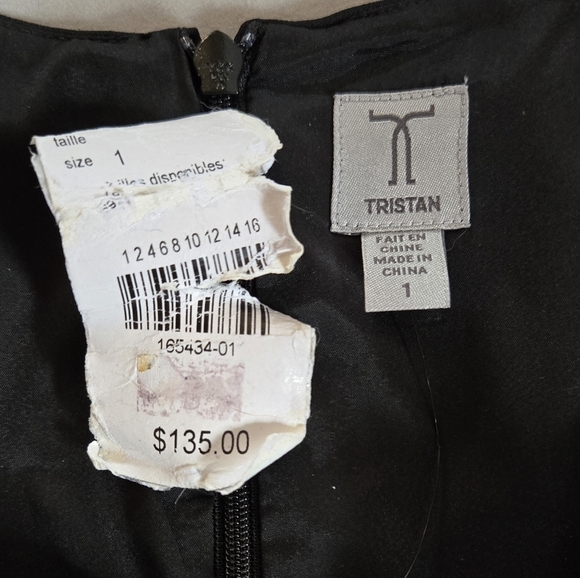 taille
size 1
disponibles
1 2 4 6 8 10 12 14 16
165434-01
$135.00
TRISTAN
FAIT EN
CHINE
MADE IN
CHINA
1